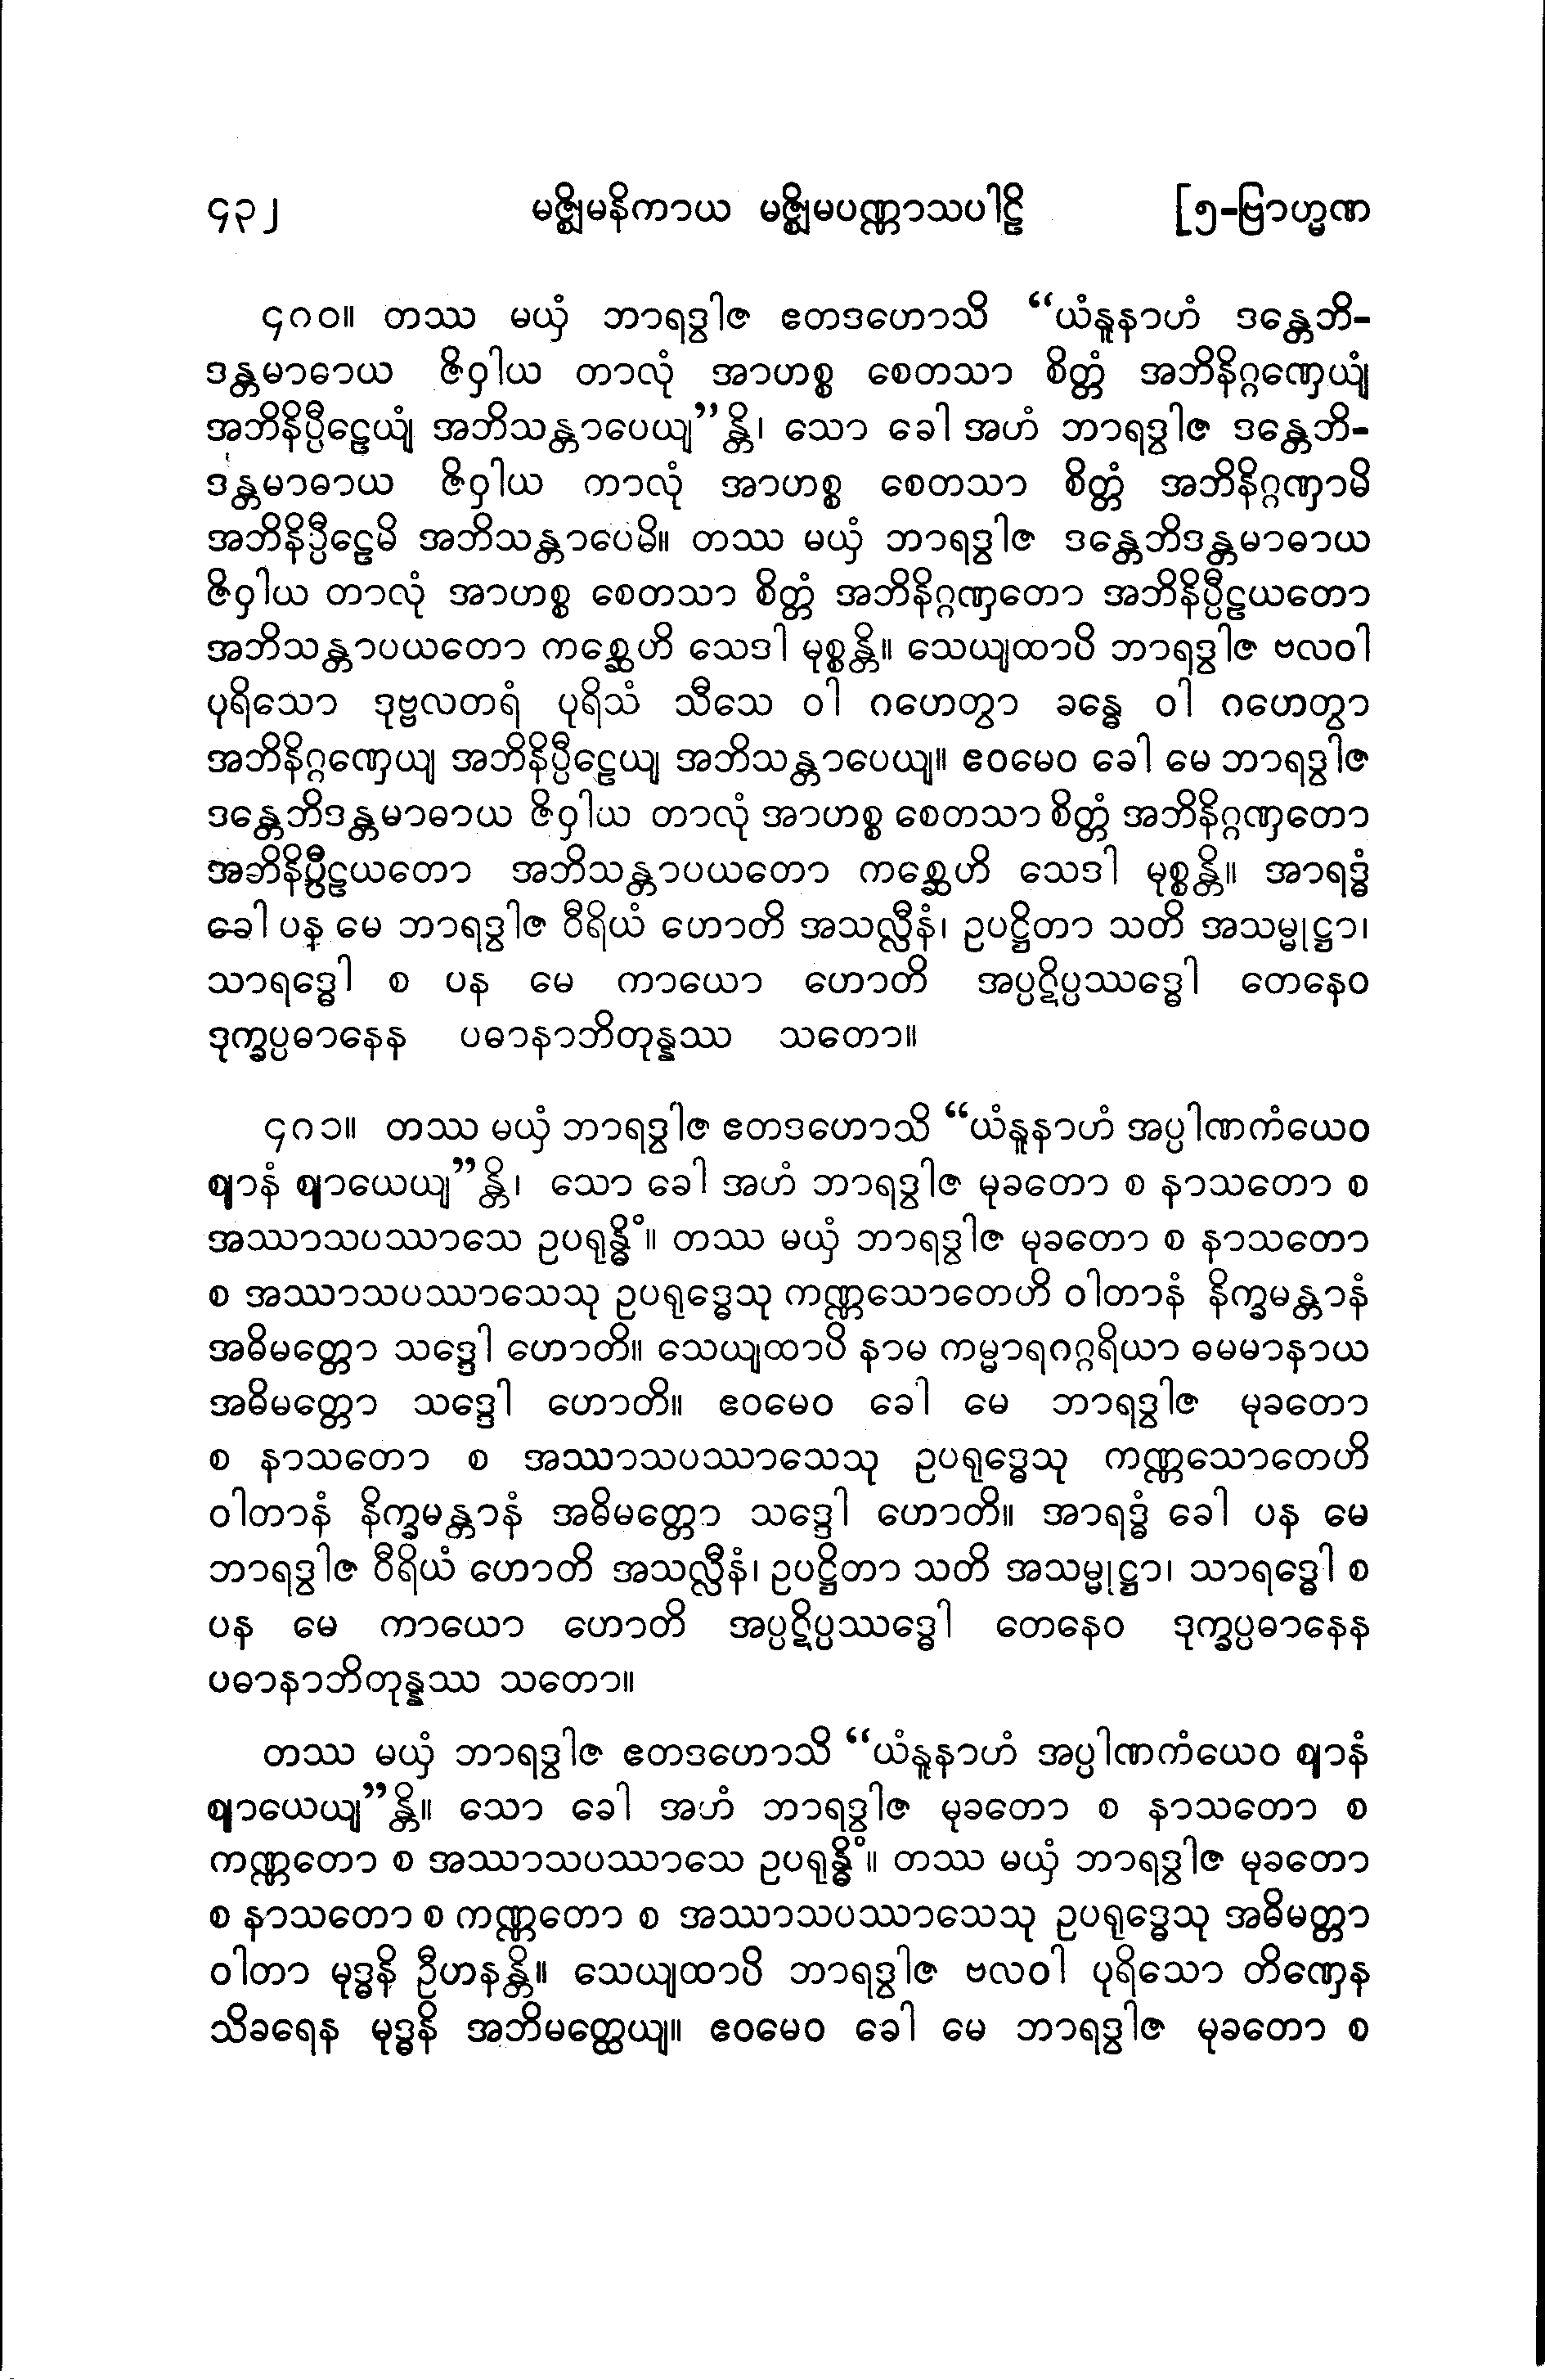 ၄၃၂ မဇ္ဈိမနိကာယ မဇ္ဈိမပဏ္ဏာသပါဠိ [၅-ဗြာဟ္မဏ
၄၇၀။ တဿ မယှံ ဘာရဒွါဇ ဧတဒဟောသိ “ယံနူနာဟံ ဒန္တေဘိ-
ဒန္တမာဓာယ ဇိဝှါယ တာလုံ အာဟစ္စ စေတသာ စိတ္တံ အဘိနိဂ္ဂဏှေယျံ
အဘိနိပ္ပီဠေယျံ အဘိသန္တာပေယျ”န္တိ၊ သော ခေါ အဟံ ဘာရဒွါဇ ဒန္တေဘိ-
ဒန္တမာဓာယ ဇိဝှါယ ကာလုံ အာဟစ္စ စေတသာ စိတ္တံ အဘိနိဂ္ဂဏှာမိ
အဘိနိပ္ပီဠေမိ အဘိသန္တာပေမိ။ တဿ မယှံ ဘာရဒွါဇ ဒန္တေဘိဒန္တမာဓာယ
ဇိဝှါယ တာလုံ အာဟစ္စ စေတသာ စိတ္တံ အဘိနိဂ္ဂဏှတော အဘိနိပ္ပီဠယတော
အဘိသန္တာပယတော ကစ္ဆေဟိ သေဒါ မုစ္စန္တိ။ သေယျထာပိ ဘာရဒွါဇ ဗလဝါ
ပုရိသော ဒုဗ္ဗလတရံ ပုရိသံ သီသေ ဝါ ဂဟေတွာ ခန္ဓေ ဝါ ဂဟေတွာ
အဘိနိဂ္ဂဏှေယျ အဘိနိပ္ပီဠေယျ အဘိသန္တာပေယျ။ ဧဝမေဝ ခေါ မေ ဘာရဒွါဇ
ဒန္တေဘိဒန္တမာဓာယ ဇိဝှါယ တာလုံ အာဟစ္စ စေတသာ စိတ္တံ အဘိနိဂ္ဂဏှတော
အဘိနိပ္ပီဠယတော အဘိသန္တာပယတော ကစ္ဆေဟိ သေဒါ မုစ္စန္တိ။ အာရဒ္ဓံ
ခေါ ပန မေ ဘာရဒွါဇ ဝီရိယံ ဟောတိ အသလ္လီနံ၊ ဥပဋ္ဌိတာ သတိ အသမ္မုဋ္ဌာ၊
သာရဒ္ဓေါ စ ပန မေ ကာယော ဟောတိ အပ္ပဋိပ္ပဿဒ္ဓေါ တေနေဝ
ဒုက္ခပ္ပဓာနေန ပဓာနာဘိတုန္နဿ သတော။
၄၇၁။ တဿ မယှံ ဘာရဒွါဇ ဧတဒဟောသိ “ယံနူနာဟံ အပ္ပါဏကံယေဝ
ဈာနံ ဈာယေယျ”န္တိ၊ သော ခေါ အဟံ ဘာရဒွါဇ မုခတော စ နာသတော စ
အဿာသပဿာသေ ဥပရုန္ဓိံ။ တဿ မယှံ ဘာရဒွါဇ မုခတော စ နာသတော
စ အဿာသပဿာသေသု ဥပရုဒ္ဓေသု ကဏ္ဏသောတေဟိ ဝါတာနံ နိက္ခမန္တာနံ
အဓိမတ္တော သဒ္ဒေါ ဟောတိ။ သေယျထာပိ နာမ ကမ္မာရဂဂ္ဂရိယာ ဓမမာနာယ
အဓိမတ္တော သဒ္ဒေါ ဟောတိ။ ဧဝမေဝ ခေါ မေ ဘာရဒွါဇ မုခတော
စ နာသတော စ အဿာသပဿာသေသု ဥပရုဒ္ဓေသု ကဏ္ဏသောတေဟိ
ဝါတာနံ နိက္ခမန္တာနံ အဓိမတ္တော သဒ္ဒေါ ဟောတိ။ အာရဒ္ဓံ ခေါ ပန မေ
ဘာရဒွါဇ ဝီရိယံ ဟောတိ အသလ္လီနံ၊ ဥပဋ္ဌိတာ သတိ အသမ္မုဋ္ဌာ၊ သာရဒ္ဓေါ စ
ပန မေ ကာယော ဟောတိ အပ္ပဋိပ္ပဿဒ္ဓေါ တေနေဝ ဒုက္ခပ္ပဓာနေန
ပဓာနာဘိတုန္နဿ သတော။
တဿ မယှံ ဘာရဒွါဇ ဧတဒဟောသိ “ယံနူနာဟံ အပ္ပါဏကံယေဝ ဈာနံ
ဈာယေယျ”န္တိ။ သော ခေါ အဟံ ဘာရဒွါဇ မုခတော စ နာသတော စ
ကဏ္ဏတော စ အဿာသပဿာသေ ဥပရုန္ဓိံ။ တဿ မယှံ ဘာရဒွါဇ မုခတော
စ နာသတော စ ကဏ္ဏတော စ အဿာသပဿာသေသု ဥပရုဒ္ဓေသု အဓိမတ္တာ
ဝါတာ မုဒ္ဓနိ ဦဟနန္တိ။ သေယျထာပိ ဘာရဒွါဇ ဗလဝါ ပုရိသော တိဏှေန
သိခရေန မုဒ္ဓနိ အဘိမတ္ထေယျ။ ဧဝမေဝ ခေါ မေ ဘာရဒွါဇ မုခတော စ